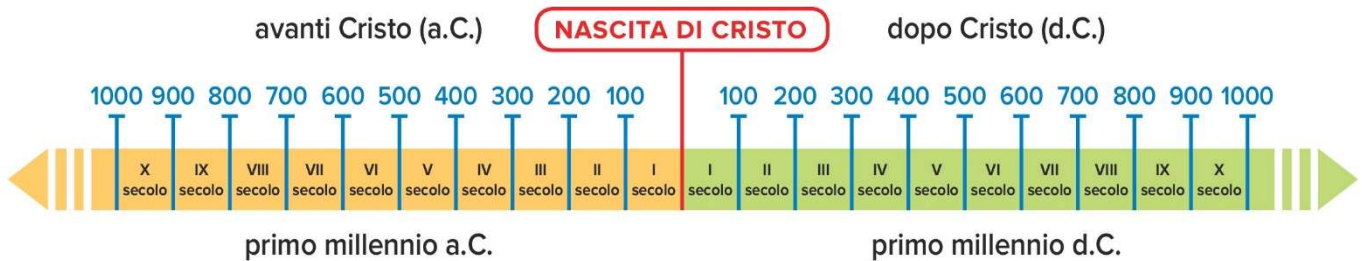 avanti Cristo (a.C.) NASCITA DI CRISTO dopo Cristo (d.C.)
1000 900 800 700 600 500 400 300 200 100 100 200 300 400 500 600 700 800 900 1000
X IX VIII VII VI V IV III II I I II III IV V VI VII VIII IX X
secolo secolo secolo secolo secolo secolo secolo secolo secolo secolo secolo secolo secolo secolo secolo secolo secolo secolo secolo secolo
primo millennio a.C. primo millennio d.C.